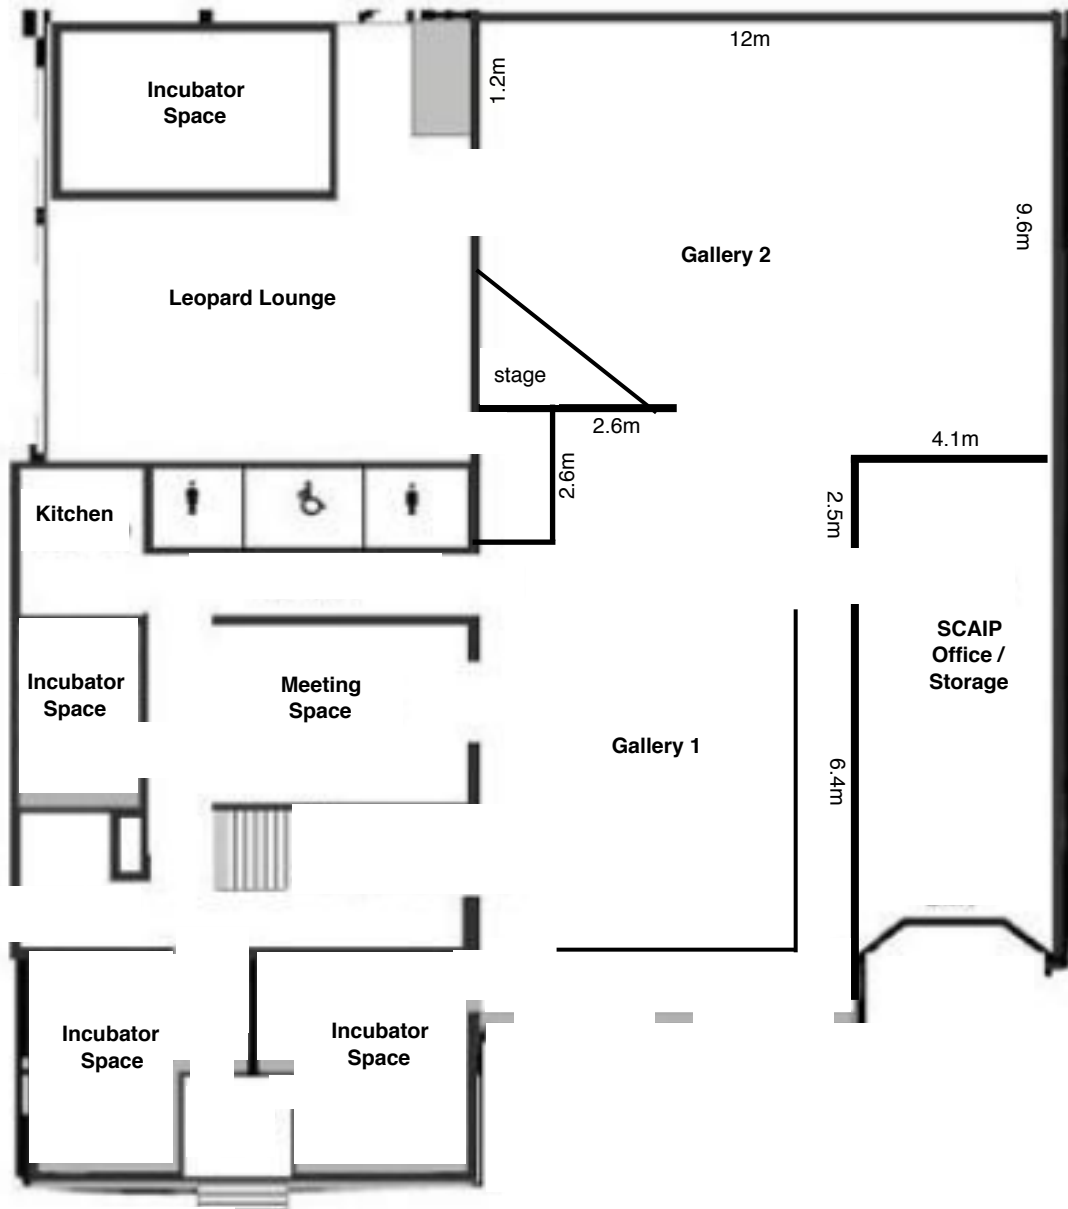 12m
1.2m
Incubator
Space
9.6m
Gallery 2
Leopard Lounge
stage
2.6m
4.1m
2.6m
2.5m
Kitchen
SCAIP
Office /
Storage
Incubator
Space
Meeting
Space
Gallery 1
6.4m
Incubator
Space
Incubator
Space